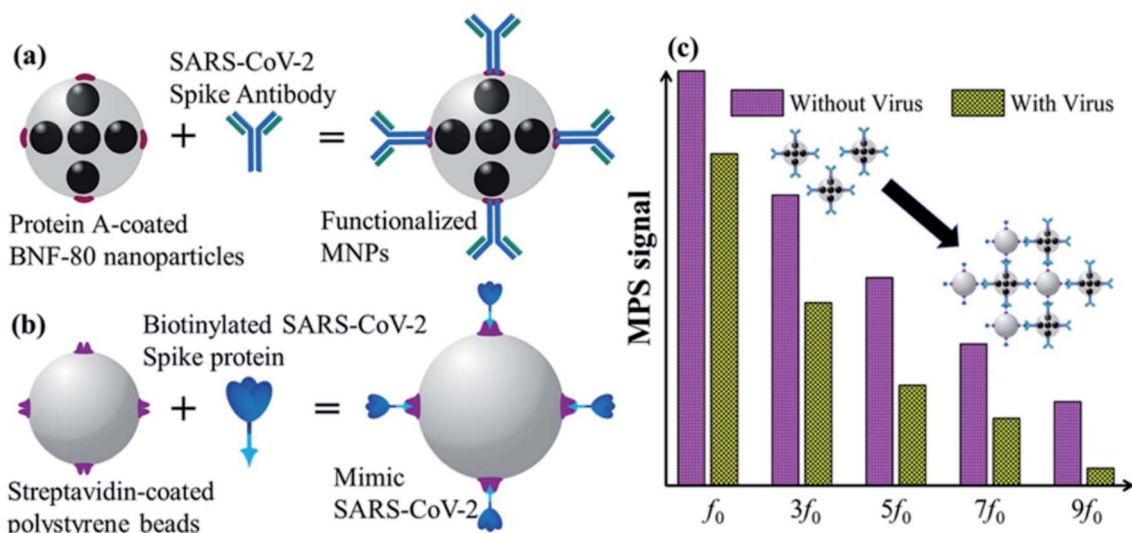 (a)
SARS-CoV-2
Spike Antibody
+
=
Protein A-coated
BNF-80 nanoparticles
Functionalized
MNPs
(b)
Biotinylated SARS-CoV-2
Spike protein
+
=
Streptavidin-coated
polystyrene beads
Mimic
SARS-CoV-2
(c)
Without Virus
With Virus
MPS signal
f₀
3f₀
5f₀
7f₀
9f₀